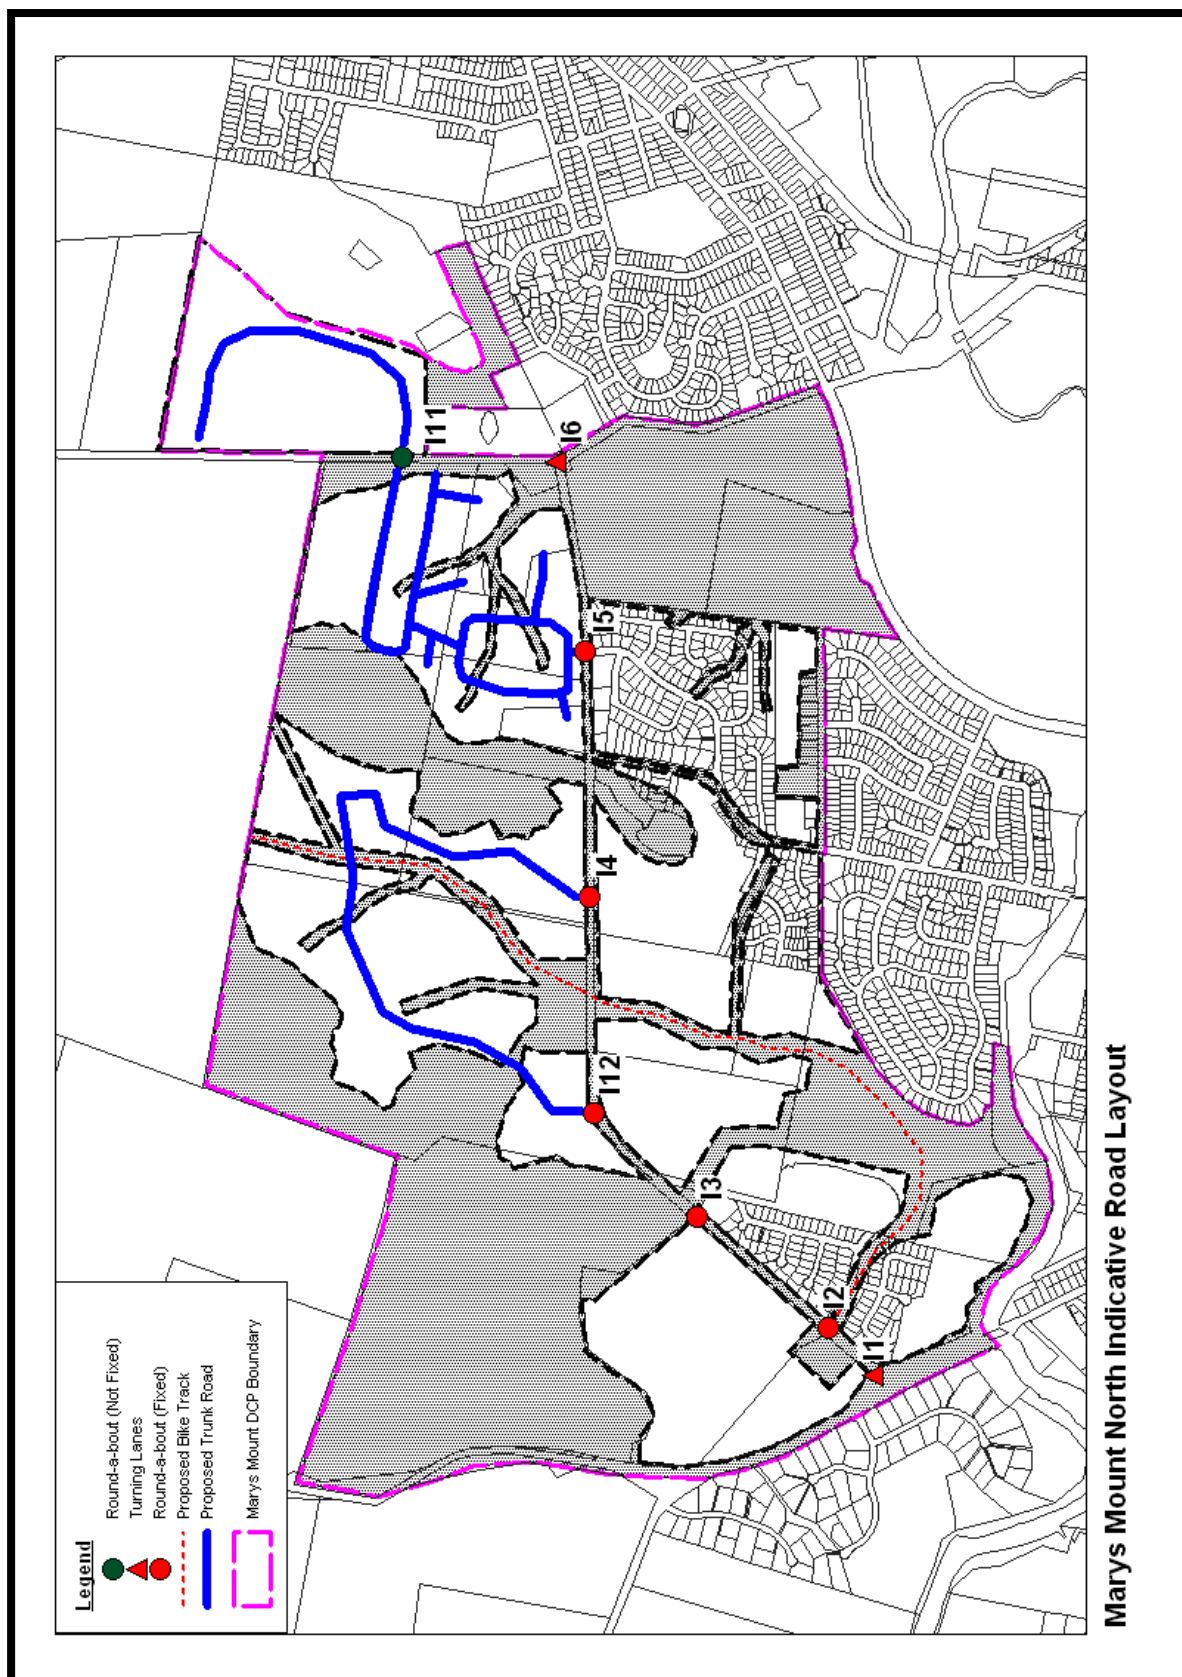 Legend
Round-a-bout (Not Fixed)
Turning Lanes
Round-a-bout (Fixed)
Proposed Bike Track
Proposed Trunk Road
Marys Mount DCP Boundary
I1
I2
I3
I12
I4
I5
I6
I11
Marys Mount North Indicative Road Layout